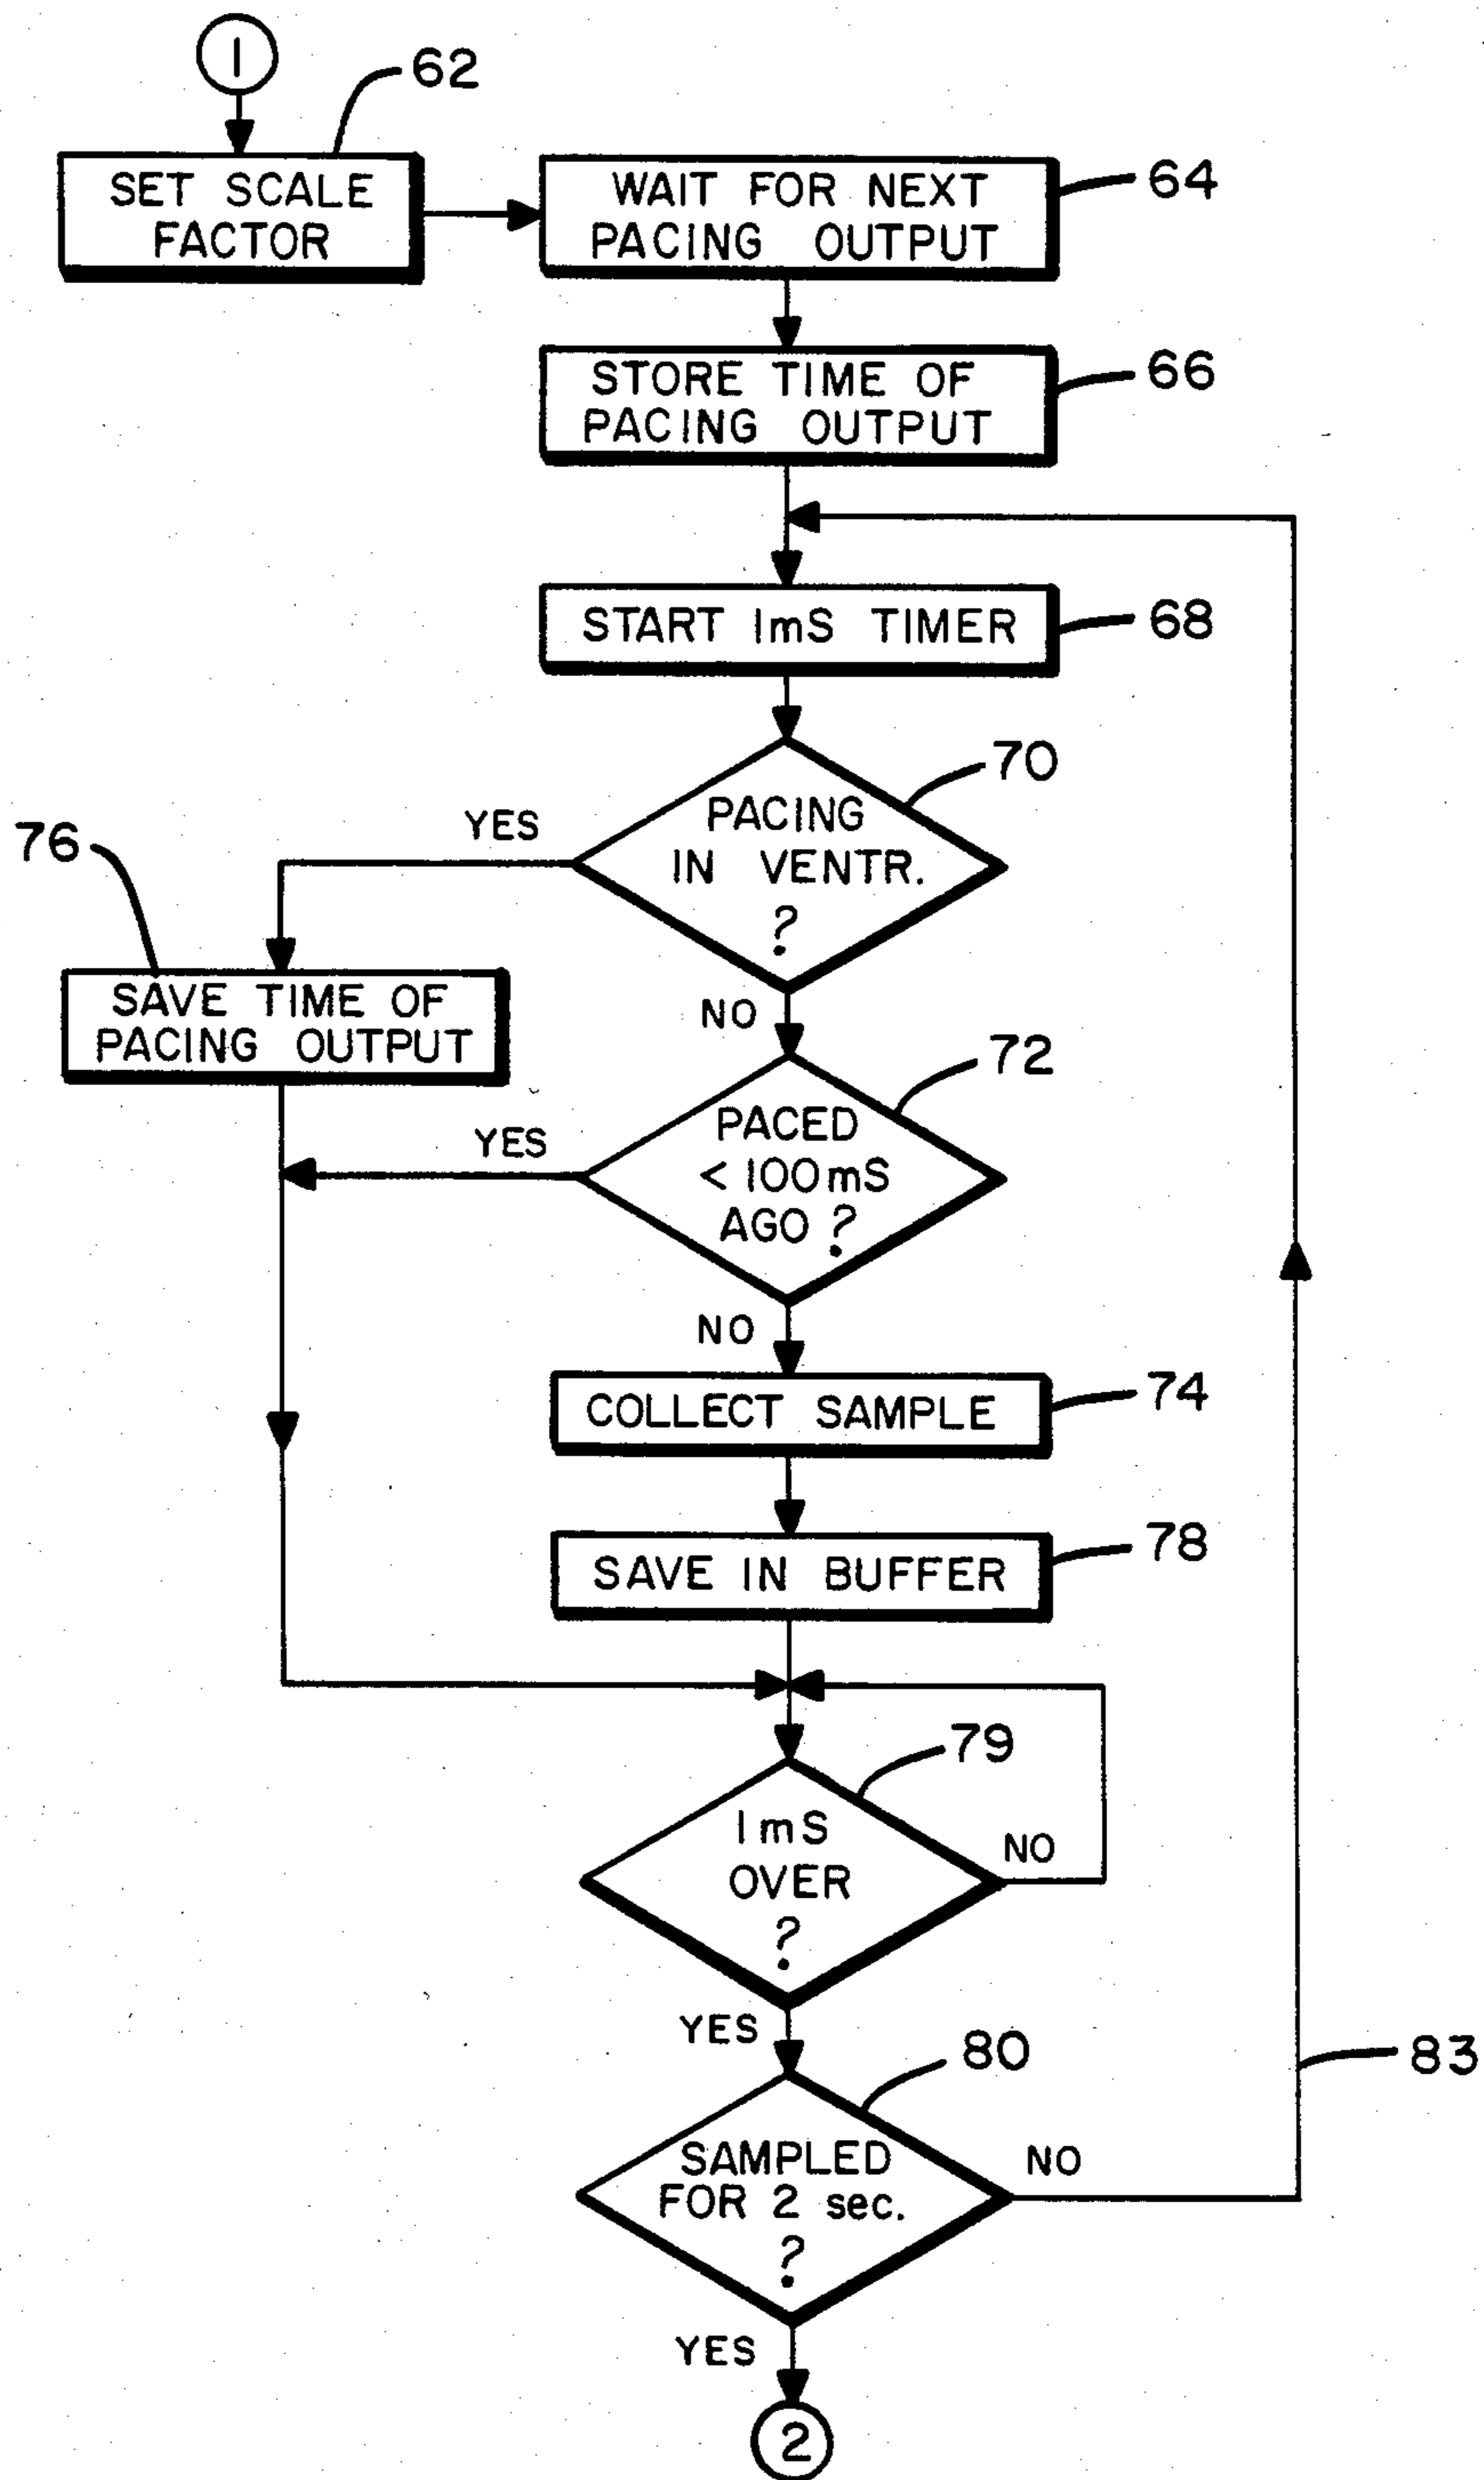 1
62
SET SCALE
FACTOR
WAIT FOR NEXT
PACING OUTPUT
64
STORE TIME OF
PACING OUTPUT
66
START 1mS TIMER
68
PACING
IN VENTR.
?
70
YES
NO
76
SAVE TIME OF
PACING OUTPUT
PACED
< 100mS
AGO ?
72
YES
NO
COLLECT SAMPLE
74
SAVE IN BUFFER
78
1mS
OVER
?
79
NO
YES
SAMPLED
FOR 2 sec.
?
80
NO
83
YES
2